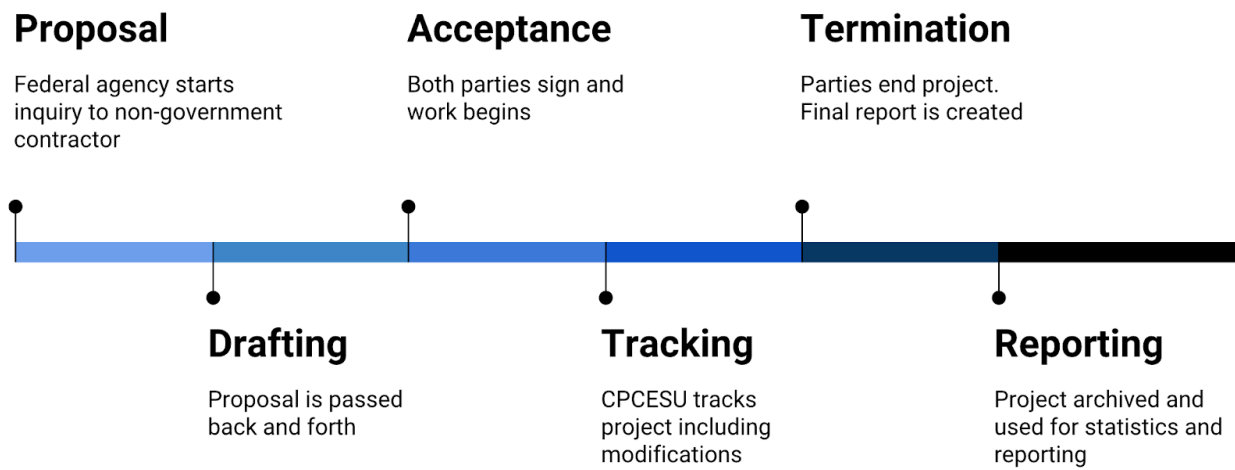 Proposal
Federal agency starts
inquiry to non-government
contractor
Drafting
Proposal is passed
back and forth
Acceptance
Both parties sign and
work begins
Tracking
CPCESU tracks
project including
modifications
Termination
Parties end project.
Final report is created
Reporting
Project archived and
used for statistics and
reporting